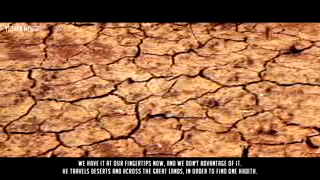 WE HAVE IT AT OUR FINGERTIPS NOW, AND WE DON'T ADVANTAGE OF IT.
HE TRAVELS DESERTS AND ACROSS THE GREAT LANDS, IN ORDER TO FIND ONE HADITH.